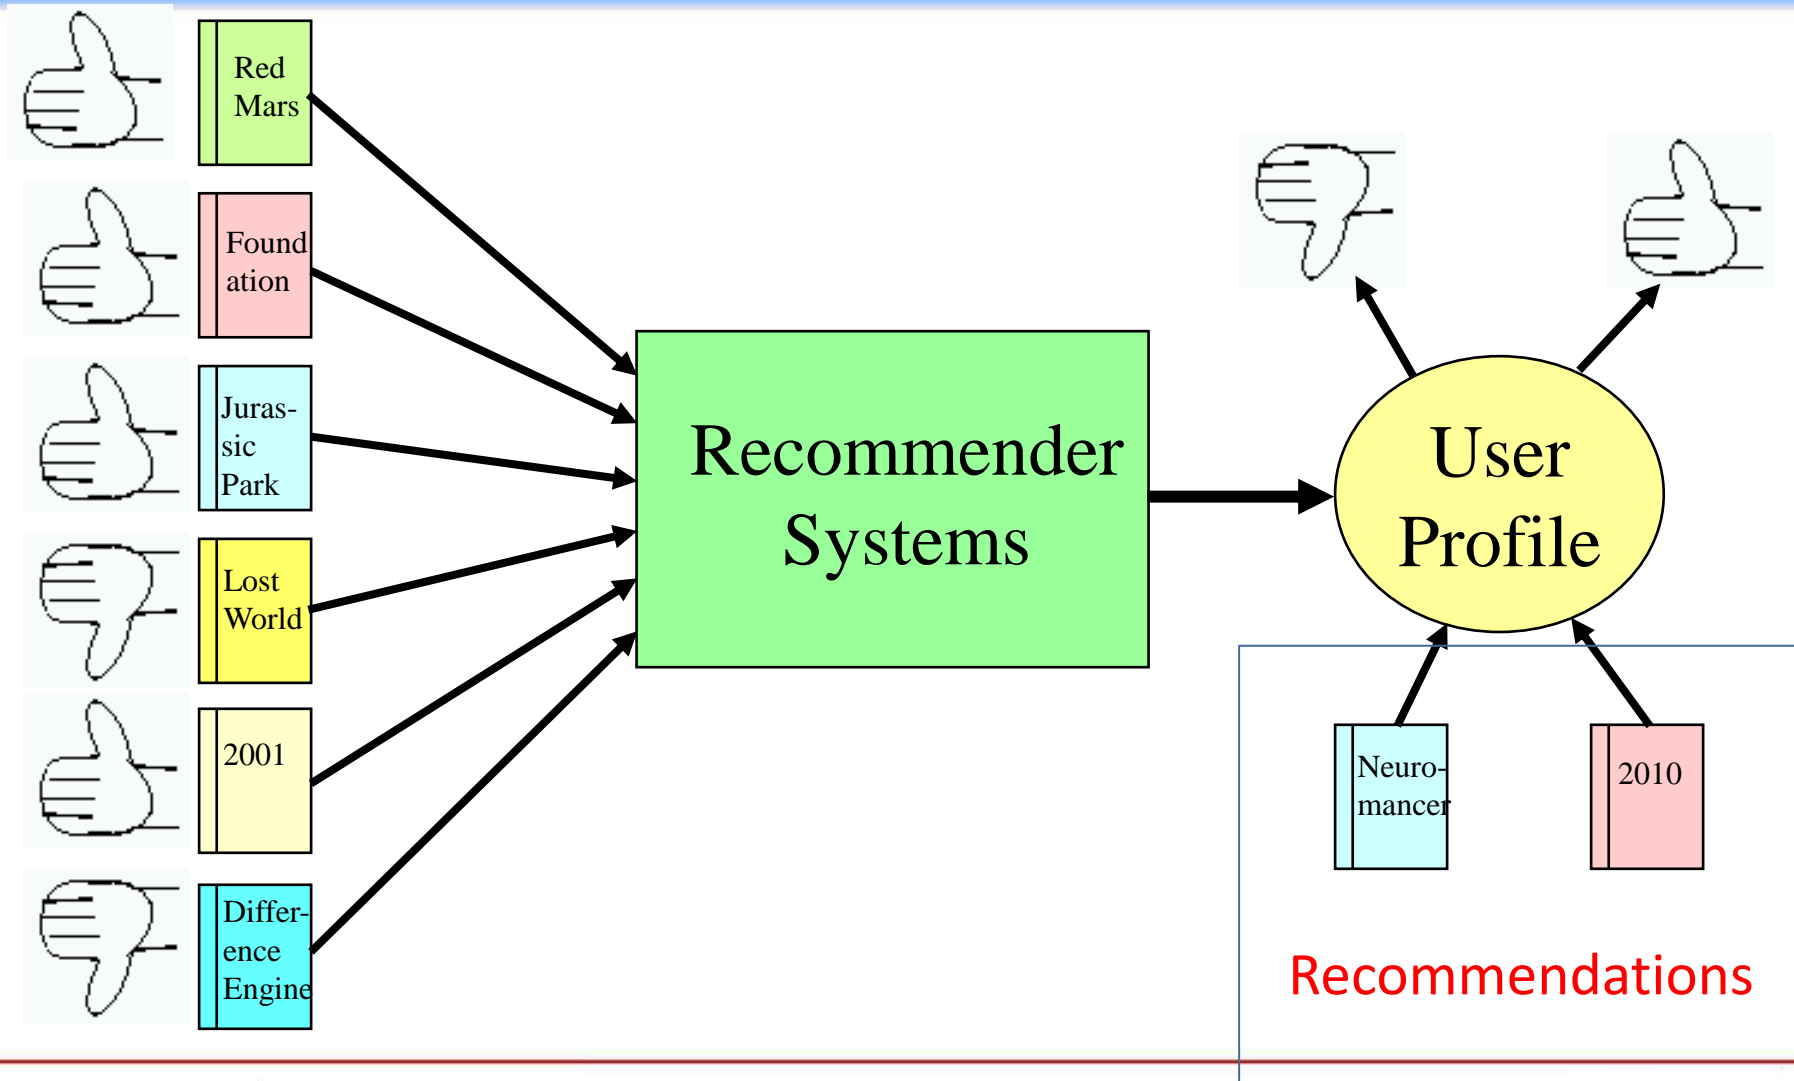 Red
Mars
Found
ation
Juras-
sic
Park
Lost
World
2001
Differ-
ence
Engine
Recommender
Systems
User
Profile
Neuro-
mancer
2010
Recommendations